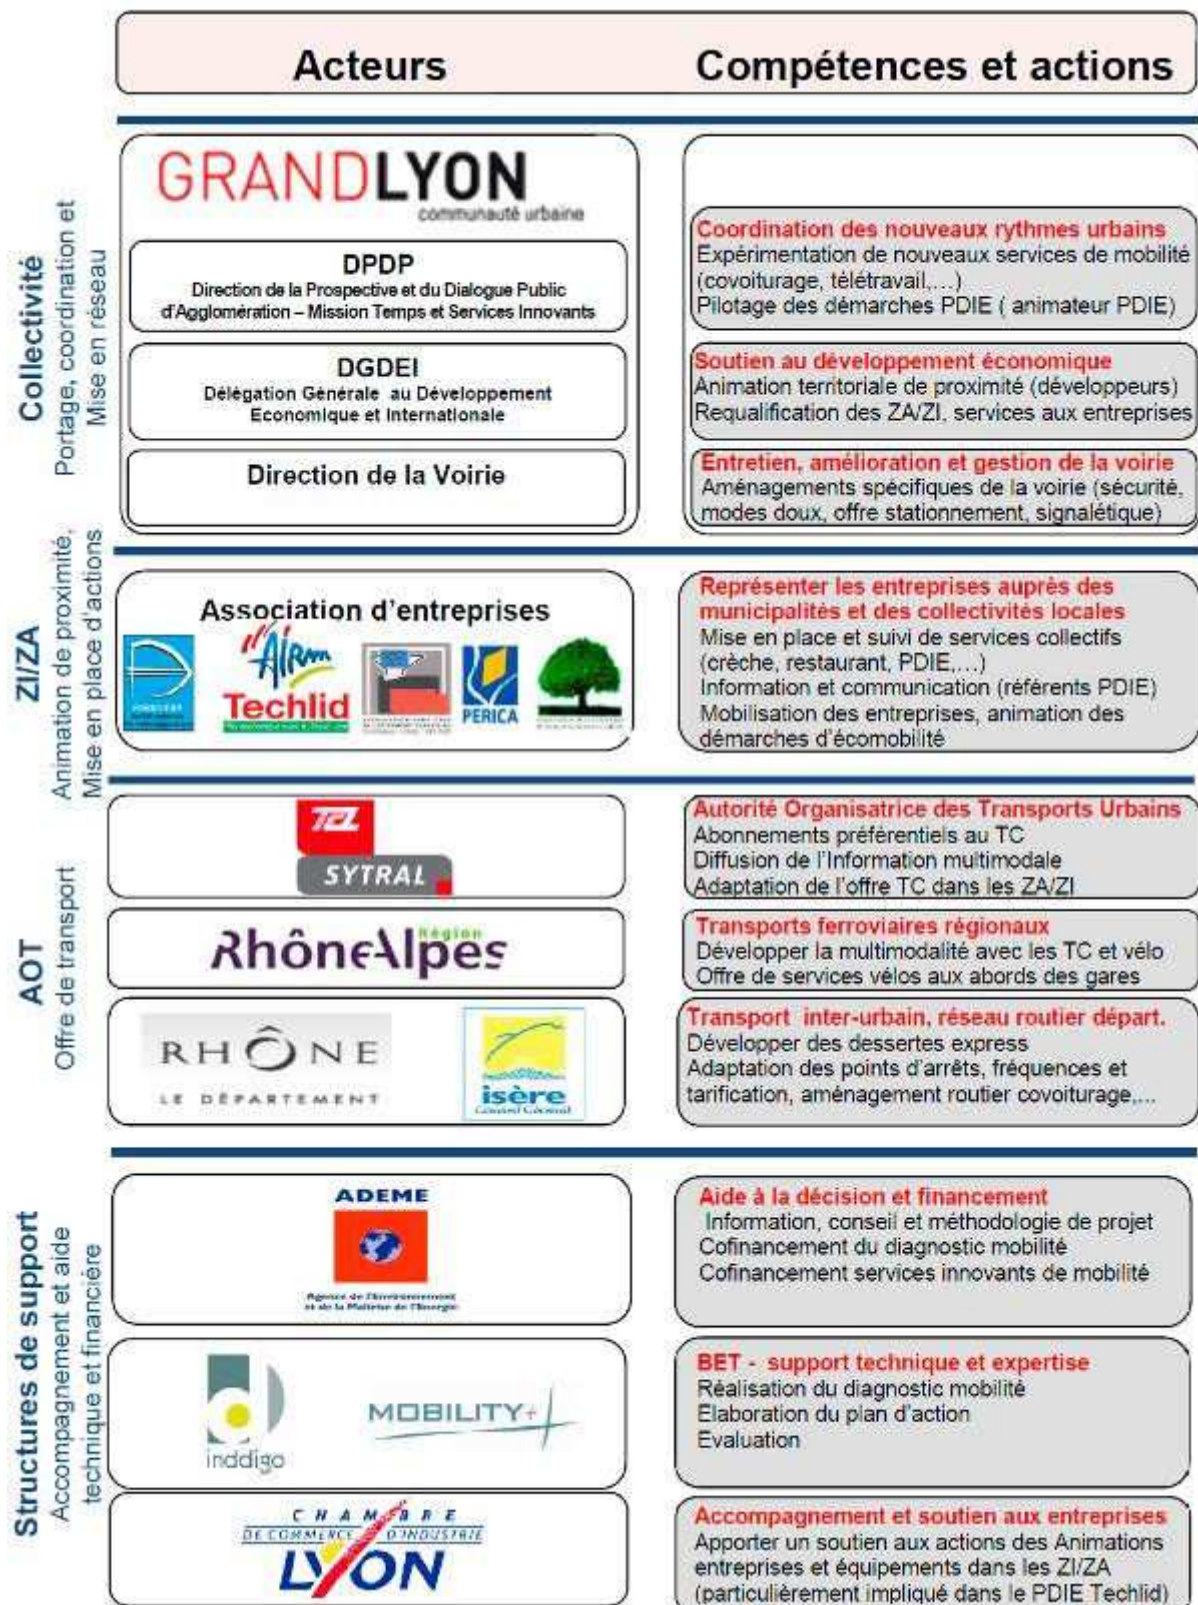 Acteurs
Compétences et actions
Collectivité
Portage, coordination et
Mise en réseau
GRANDLYON
communauté urbaine
DPDP
Direction de la Prospective et du Dialogue Public
d'Agglomération – Mission Temps et Services Innovants
Coordination des nouveaux rythmes urbains
Expérimentation de nouveaux services de mobilité
(covoiturage, télétravail,…)
Pilotage des démarches PDIE ( animateur PDIE)
DGDEI
Délégation Générale au Développement
Economique et Internationale
Soutien au développement économique
Animation territoriale de proximité (développeurs)
Requalification des ZA/ZI, services aux entreprises
Direction de la Voirie
Entretien, amélioration et gestion de la voirie
Aménagements spécifiques de la voirie (sécurité,
modes doux, offre stationnement, signalétique)
ZI/ZA
Animation de proximité,
Mise en place d'actions
Association d'entreprises
AIRM
Techlid
PERICA
Représenter les entreprises auprès des
municipalités et des collectivités locales
Mise en place et suivi de services collectifs
(crèche, restaurant, PDIE,…)
Information et communication (référents PDIE)
Mobilisation des entreprises, animation des
démarches d'écomobilité
AOT
Offre de transport
TCL
SYTRAL
Autorité Organisatrice des Transports Urbains
Abonnements préférentiels au TC
Diffusion de l'Information multimodale
Adaptation de l'offre TC dans les ZA/ZI
Région
RhôneAlpes
Transports ferroviaires régionaux
Développer la multimodalité avec les TC et vélo
Offre de services vélos aux abords des gares
RHÔNE
LE DÉPARTEMENT
isère
Conseil Général
Transport inter-urbain, réseau routier départ.
Développer des dessertes express
Adaptation des points d'arrêts, fréquences et
tarification, aménagement routier covoiturage,...
Structures de support
Accompagnement et aide
technique et financière
ADEME
Agence de l'Environnement
et de la Maîtrise de l'Energie
Aide à la décision et financement
Information, conseil et méthodologie de projet
Cofinancement du diagnostic mobilité
Cofinancement services innovants de mobilité
inddigo
MOBILITY+
BET - support technique et expertise
Réalisation du diagnostic mobilité
Elaboration du plan d'action
Evaluation
CHAMBRE
DE COMMERCE D'INDUSTRIE
LYON
Accompagnement et soutien aux entreprises
Apporter un soutien aux actions des Animations
entreprises et équipements dans les ZI/ZA
(particulièrement impliqué dans le PDIE Techlid)